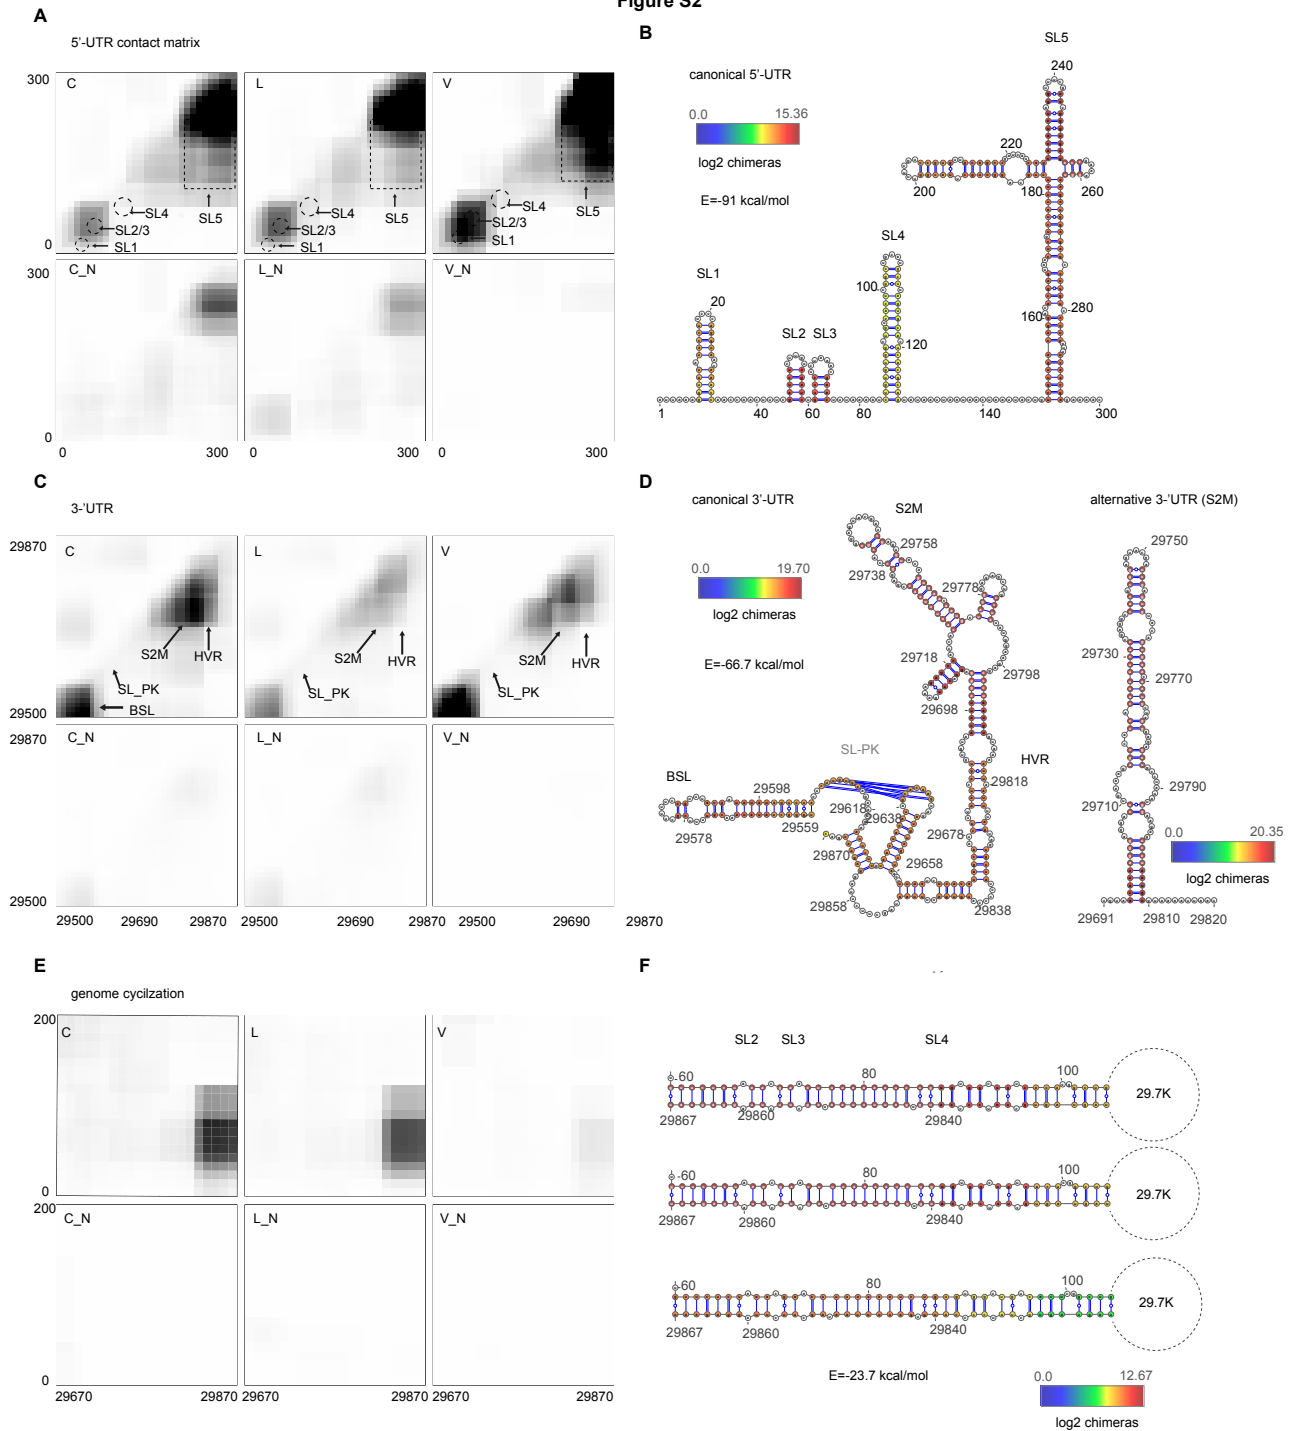 Figure S2
A
5'-UTR contact matrix
300
C
L
V
SL4
SL2/3
SL1
SL5
SL4
SL2/3
SL1
SL5
SL4
SL2/3
SL1
SL5
0
300
C_N
L_N
V_N
0
0 300 0 300 0 300
B
canonical 5'-UTR
0.0 15.36
log2 chimeras
E=-91 kcal/mol
SL5
240
220
200
180
260
SL4
SL1
100
20
160
280
SL2 SL3
120
1 40 60 80 140 300
C
3-'UTR
29870
C
L
V
S2M
HVR
SL_PK
BSL
S2M
HVR
SL_PK
S2M
HVR
SL_PK
29500
29870
C_N
L_N
V_N
29500
29500 29690 29870 29500 29690 29870 29500 29690 29870
D
canonical 3'-UTR
S2M
alternative 3-'UTR (S2M)
0.0 19.70
log2 chimeras
E=-66.7 kcal/mol
29758
29738
29778
29718
29798
29698
SL-PK
HVR
BSL
29598
29818
29618
29638
29578
29559
29678
29870
29658
29858
29838
29750
29730
29770
29790
29710
0.0 20.35
log2 chimeras
29691 29810 29820
E
genome cycilzation
200
C
L
V
0
200
C_N
L_N
V_N
0
29670 29870 29670 29870 29670 29870
F
SL2 SL3 SL4
60 80 100
29.7K
29867 29860 29840
60 80 100
29.7K
29867 29860 29840
60 80 100
29.7K
29867 29860 29840
E=-23.7 kcal/mol
0.0 12.67
log2 chimeras